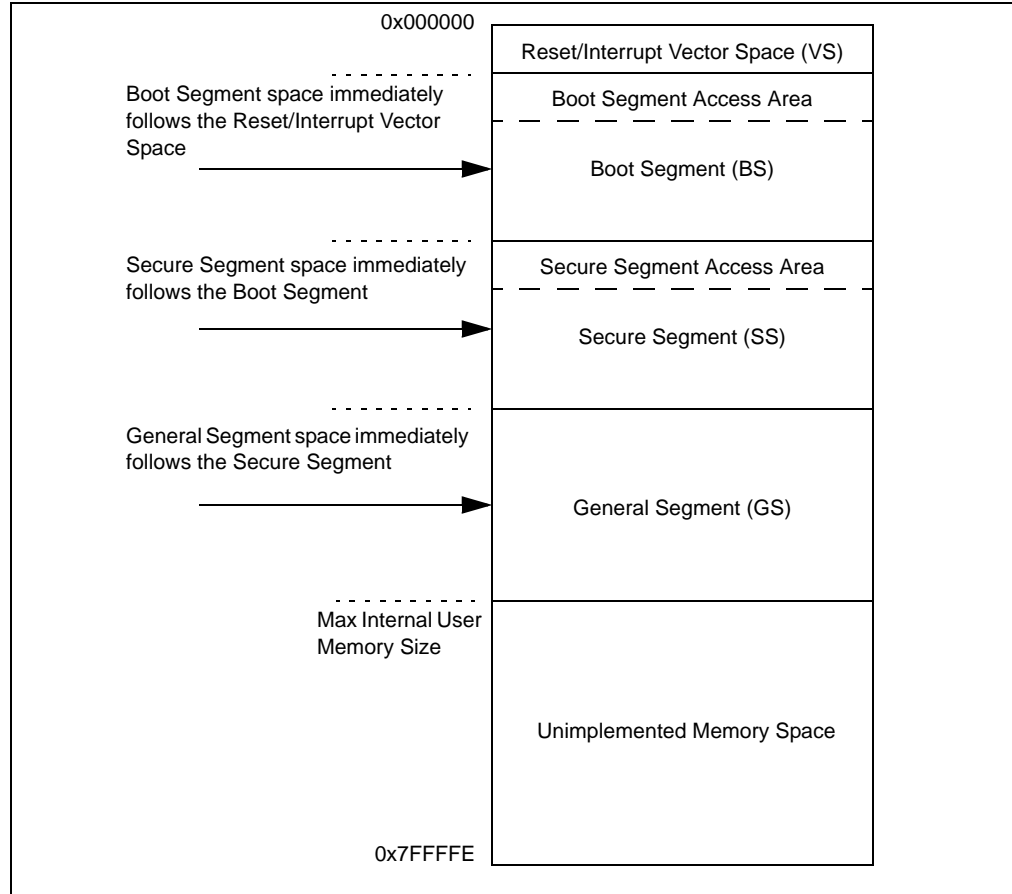 0x000000
Reset/Interrupt Vector Space (VS)
Boot Segment space immediately
follows the Reset/Interrupt Vector
Space
Boot Segment Access Area
Boot Segment (BS)
Secure Segment space immediately
follows the Boot Segment
Secure Segment Access Area
Secure Segment (SS)
General Segment space immediately
follows the Secure Segment
General Segment (GS)
Max Internal User
Memory Size
Unimplemented Memory Space
0x7FFFFE